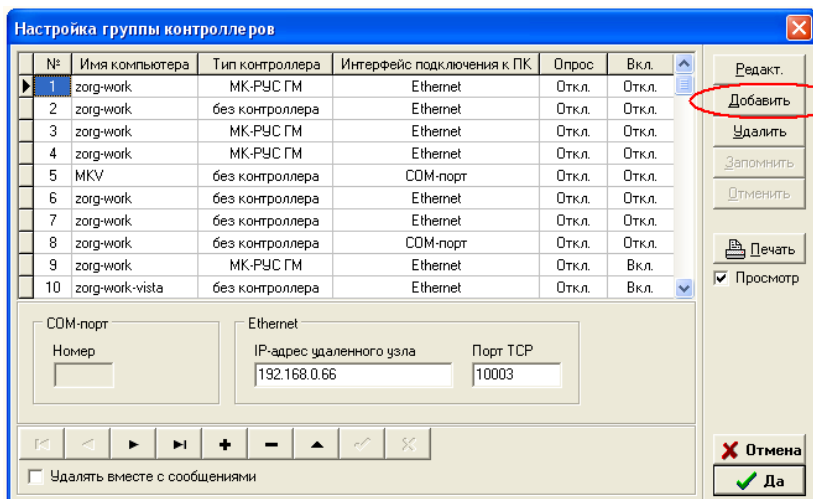 Настройка группы контроллеров
№ Имя компьютера Тип контроллера Интерфейс подключения к ПК Опрос Вкл.
1 zorg-work МК-РУС ГМ Ethernet Откл. Откл.
2 zorg-work без контроллера Ethernet Откл. Откл.
3 zorg-work МК-РУС ГМ Ethernet Откл. Откл.
4 zorg-work МК-РУС ГМ Ethernet Откл. Откл.
5 MKV без контроллера COM-порт Откл. Откл.
6 zorg-work без контроллера Ethernet Откл. Откл.
7 zorg-work без контроллера Ethernet Откл. Откл.
8 zorg-work без контроллера COM-порт Откл. Откл.
9 zorg-work МК-РУС ГМ Ethernet Откл. Вкл.
10 zorg-work-vista без контроллера Ethernet Откл. Вкл.
Редакт.
Добавить
Удалить
Запомнить
Отменить
Печать
Просмотр
COM-порт
Номер
Ethernet
IP-адрес удаленного узла Порт TCP
192.168.0.66 10003
Удалять вместе с сообщениями
Отмена
Да